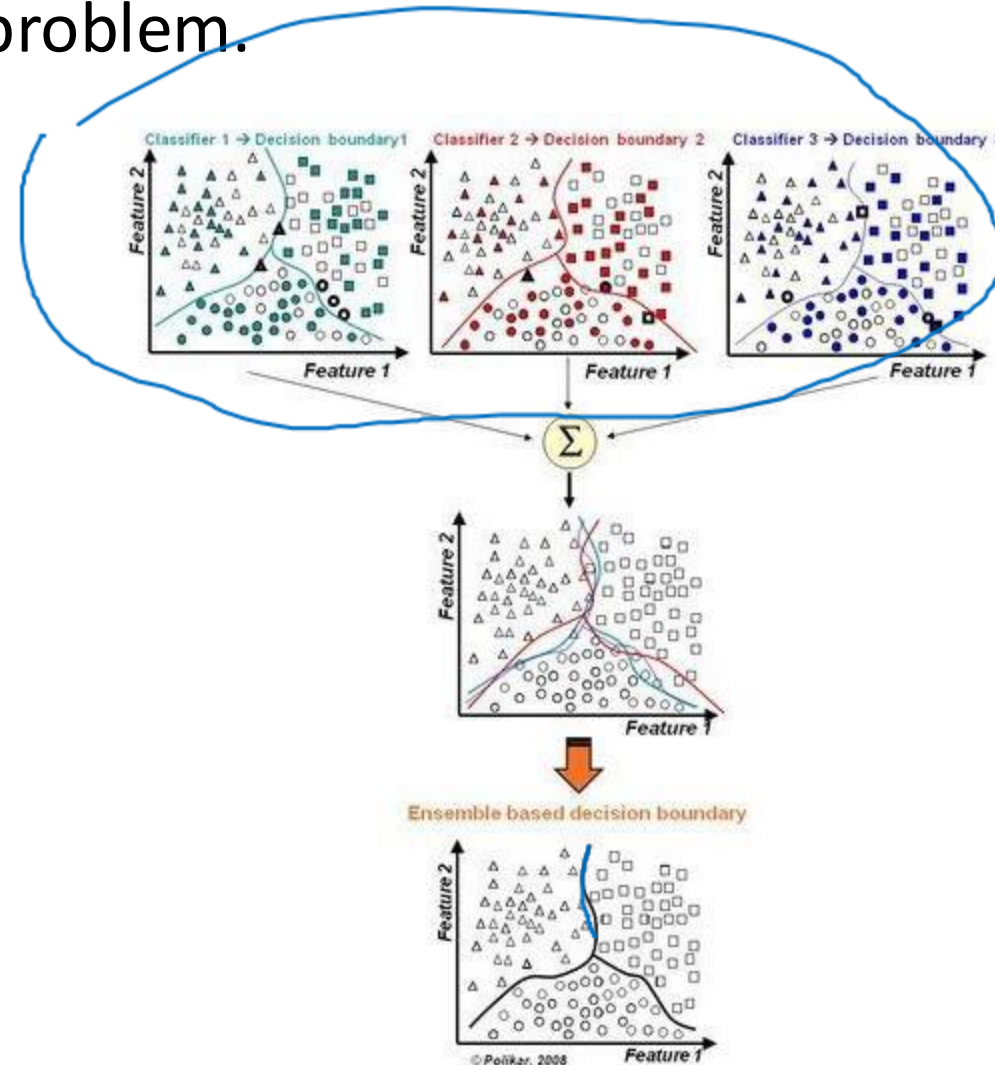 problem.
Classifier 1 → Decision boundary1
Classifier 2 → Decision boundary 2
Classifier 3 → Decision boundary
Feature 2
Feature 2
Feature 2
Feature 1
Feature 1
Feature 1
Σ
Feature 2
Feature 1
Ensemble based decision boundary
Feature 2
Feature 1
© Polikar, 2008